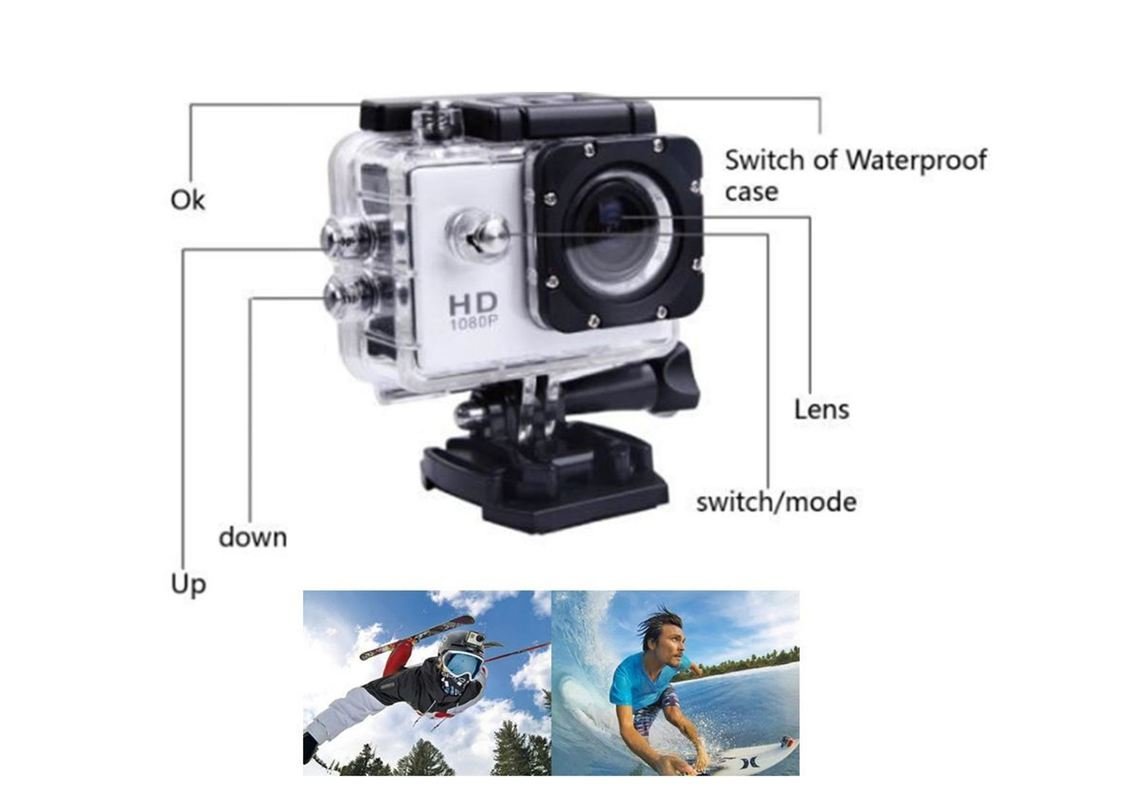 Ok
Switch of Waterproof
case
HD
1080P
Lens
switch/mode
down
Up